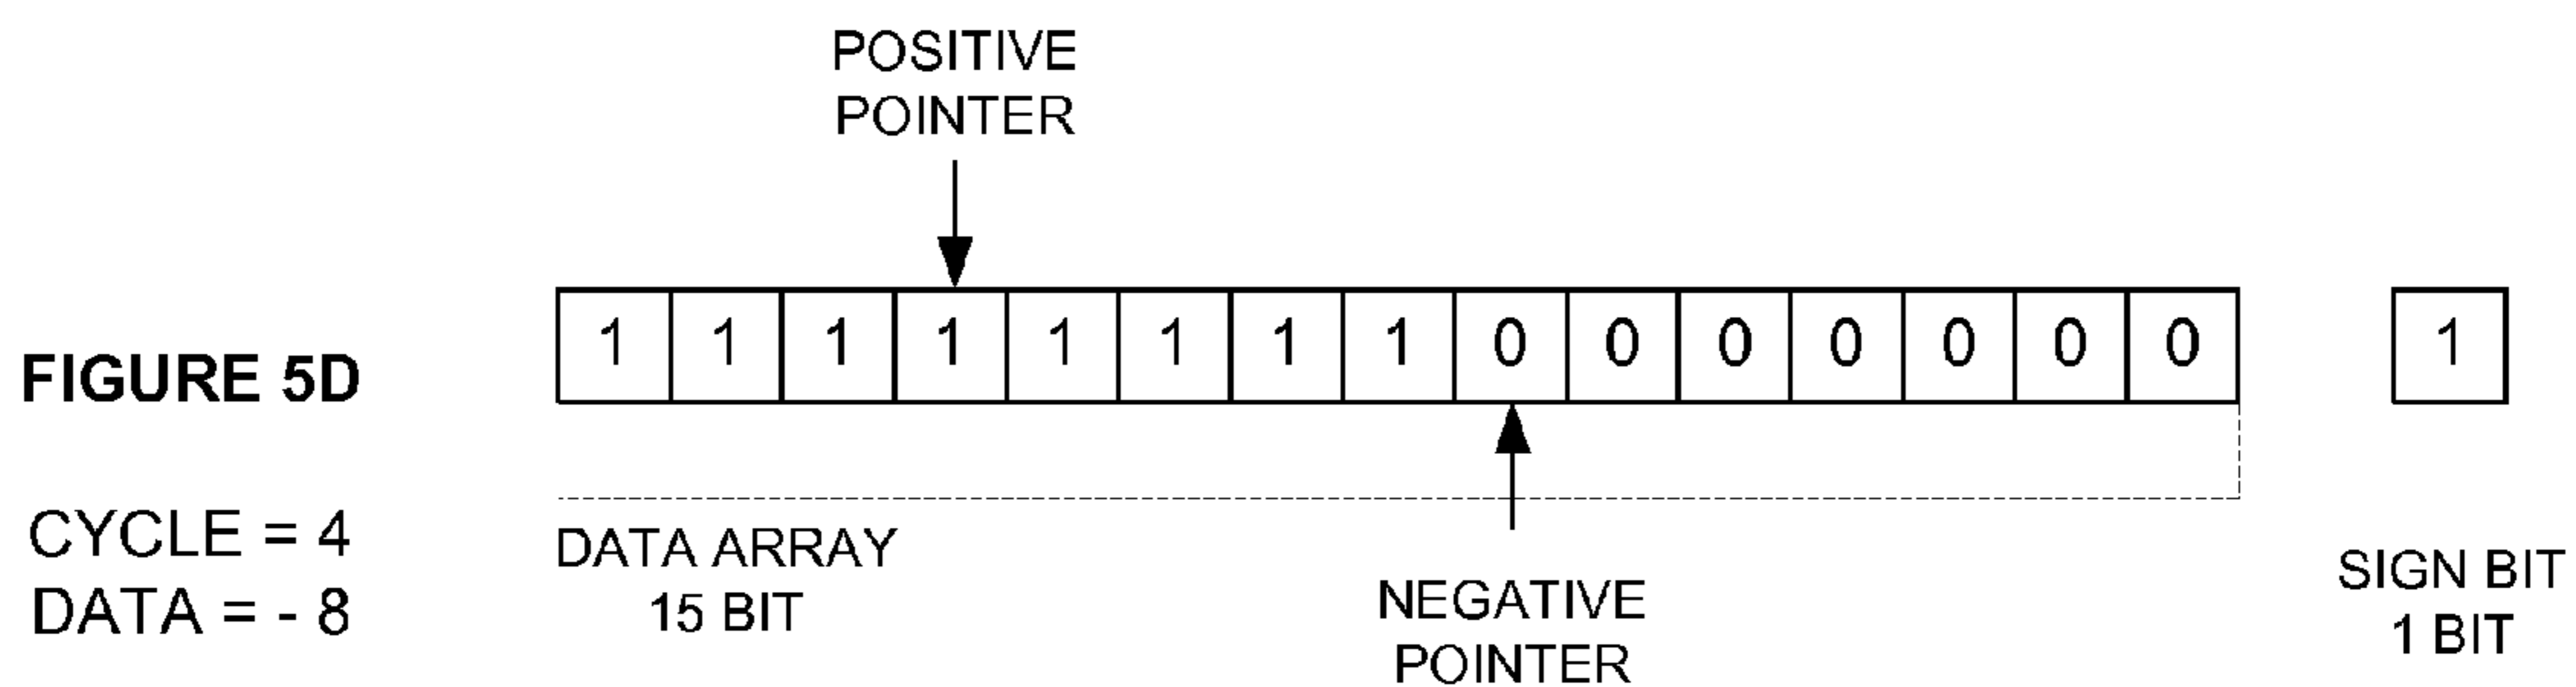 POSITIVE
POINTER
FIGURE 5D
1 1 1 1 1 1 1 1 0 0 0 0 0 0 0 1
CYCLE = 4
DATA = - 8
DATA ARRAY
15 BIT
NEGATIVE
POINTER
SIGN BIT
1 BIT